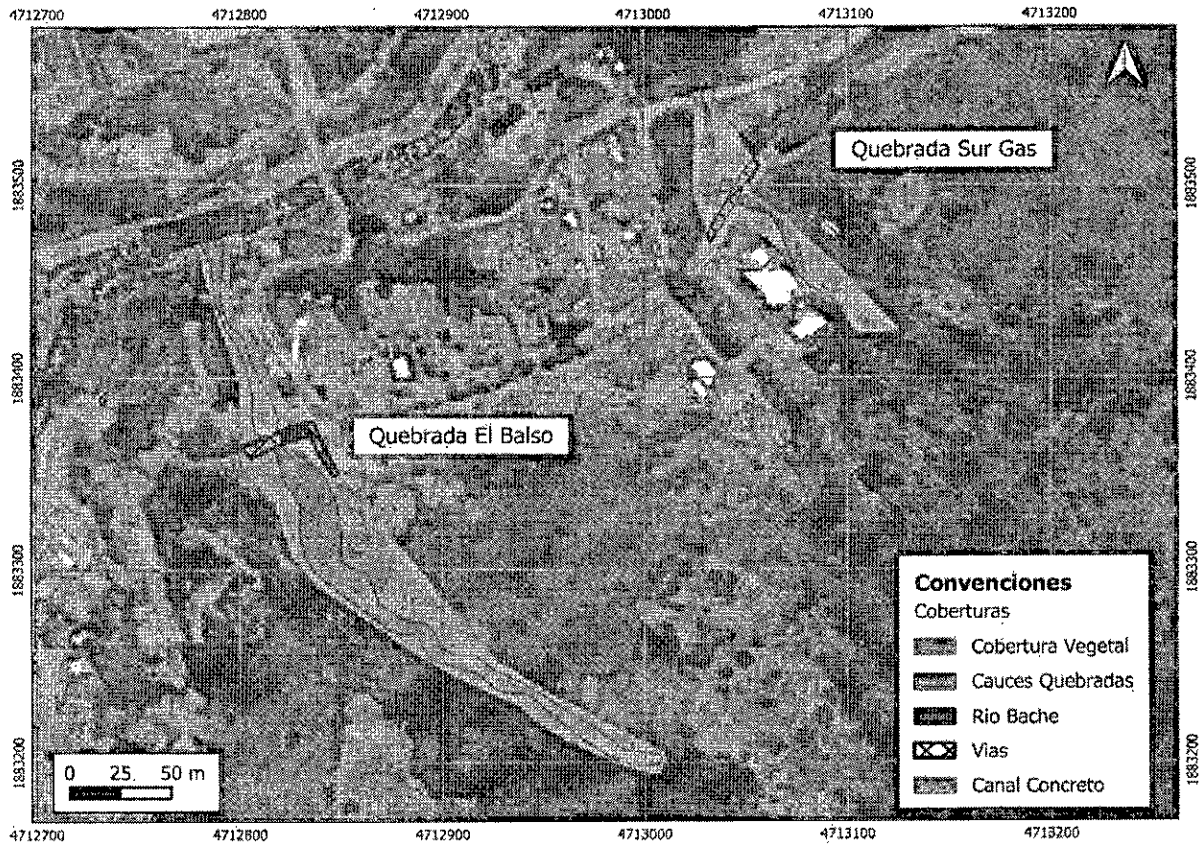 4712700 4712800 4712900 4713000 4713100 4713200
Quebrada Sur Gas
1883500 1883500
1883400 1883400
Quebrada El Balso
1883300 1883300
Convenciones
Coberturas
Cobertura Vegetal
Cauces Quebradas
Rio Bache
Vias
Canal Concreto
1883200 1883200
0 25 50 m
4712700 4712800 4712900 4713000 4713100 4713200